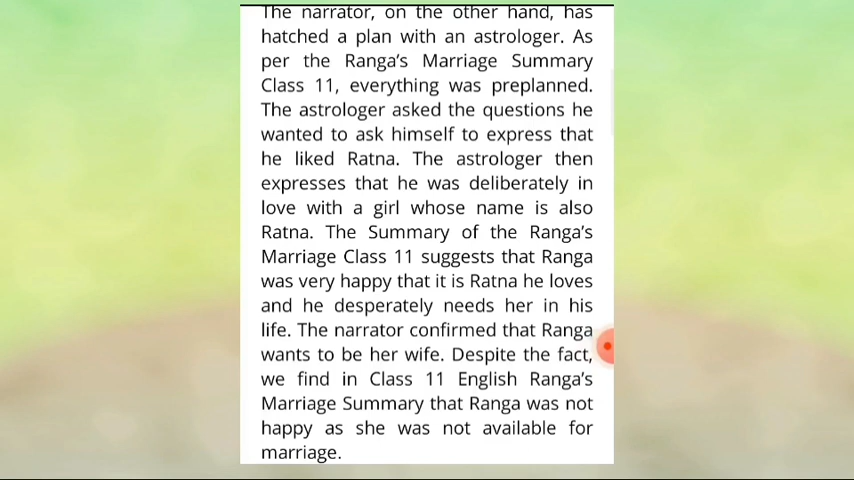 The narrator, on the other hand, has
hatched a plan with an astrologer. As
per the Ranga's Marriage Summary
Class 11, everything was preplanned.
The astrologer asked the questions he
wanted to ask himself to express that
he liked Ratna. The astrologer then
expresses that he was deliberately in
love with a girl whose name is also
Ratna. The Summary of the Ranga's
Marriage Class 11 suggests that Ranga
was very happy that it is Ratna he loves
and he desperately needs her in his
life. The narrator confirmed that Ranga
wants to be her wife. Despite the fact,
we find in Class 11 English Ranga's
Marriage Summary that Ranga was not
happy as she was not available for
marriage.